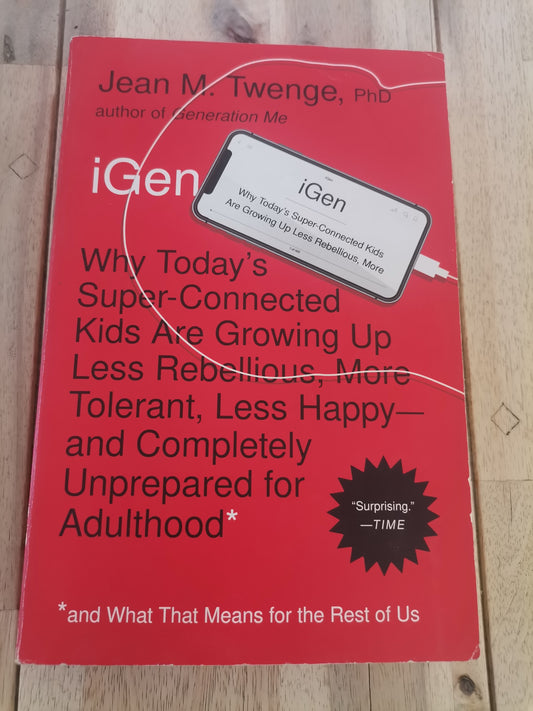 Jean M. Twenge, PhD
author of Generation Me
iGen
iGen
Why Today's Super-Connected Kids
Are Growing Up Less Rebellious, More
Why Today's
Super-Connected
Kids Are Growing Up
Less Rebellious, More
Tolerant, Less Happy—
and Completely
Unprepared for
Adulthood*
"Surprising."
—TIME
*and What That Means for the Rest of Us